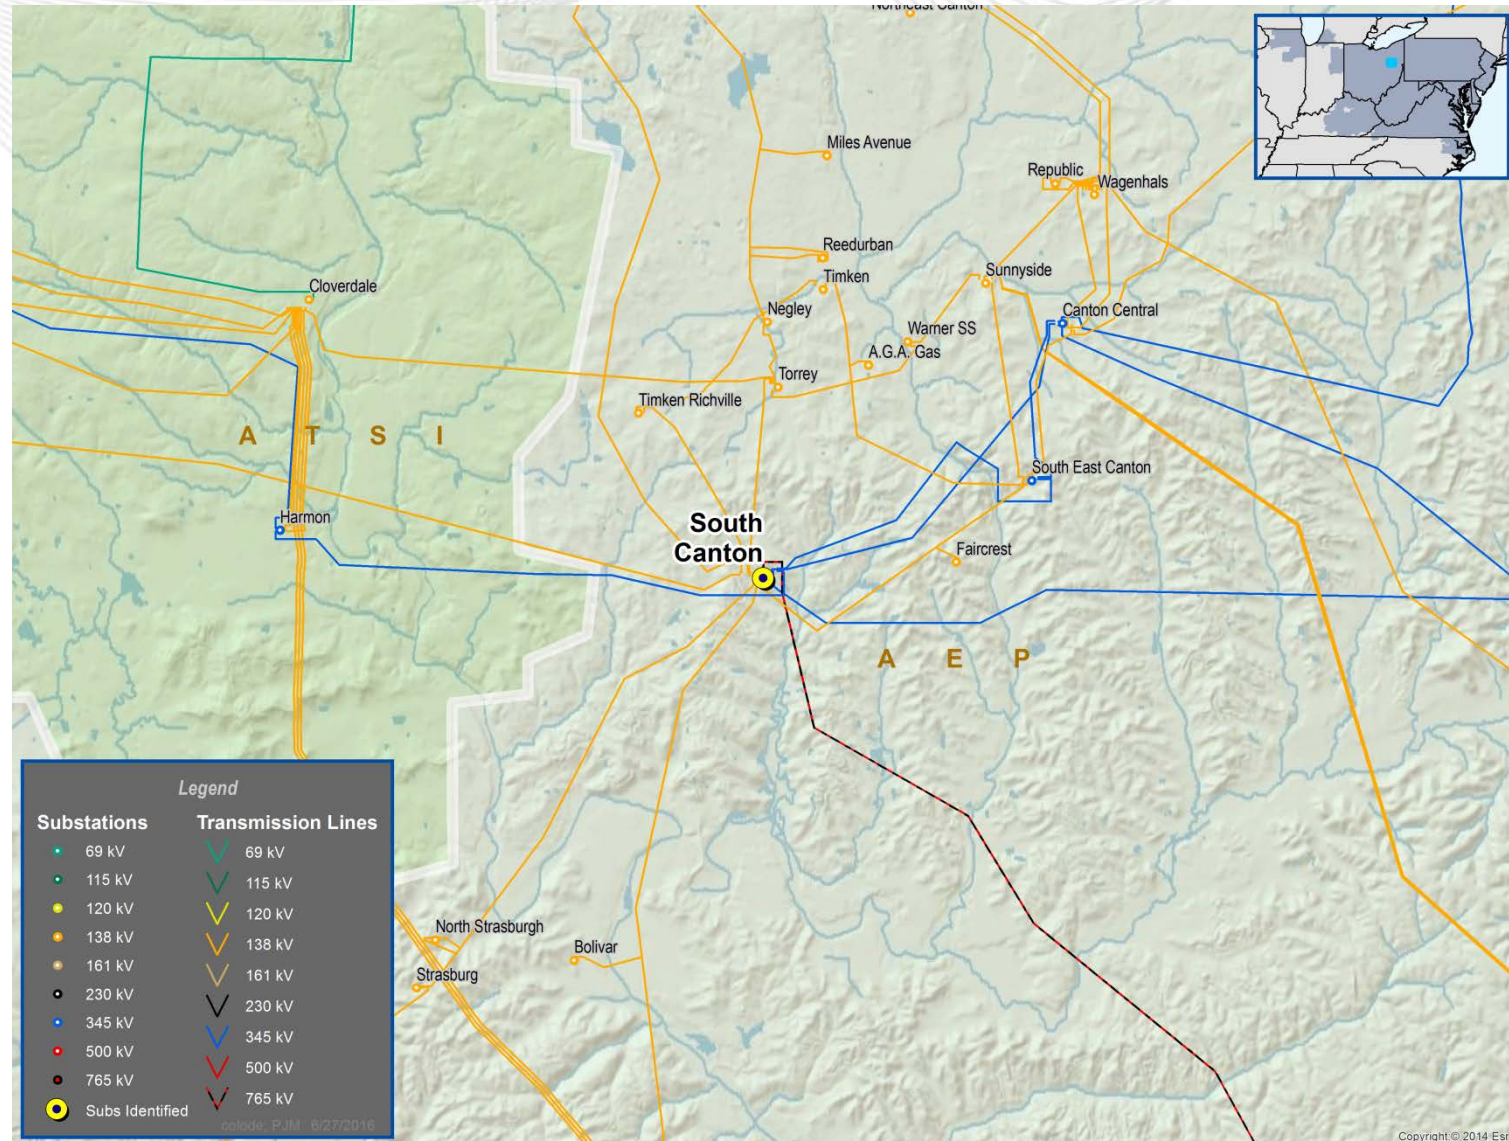 Northeast Canton
Miles Avenue
Republic
Wagenhals
Reedurban
Timken
Sunnyside
Cloverdale
Negley
Canton Central
Warner SS
A.G.A. Gas
Torrey
Timken Richville
A T S I
South East Canton
Harmon
South
Canton
Faircrest
A E P
North Strasburgh
Bolivar
Strasburg
Legend
Substations
69 kV
115 kV
120 kV
138 kV
161 kV
230 kV
345 kV
500 kV
765 kV
Subs Identified
Transmission Lines
69 kV
115 kV
120 kV
138 kV
161 kV
230 kV
345 kV
500 kV
765 kV
colode; PJM 6/27/2016
Copyright:© 2014 Esri